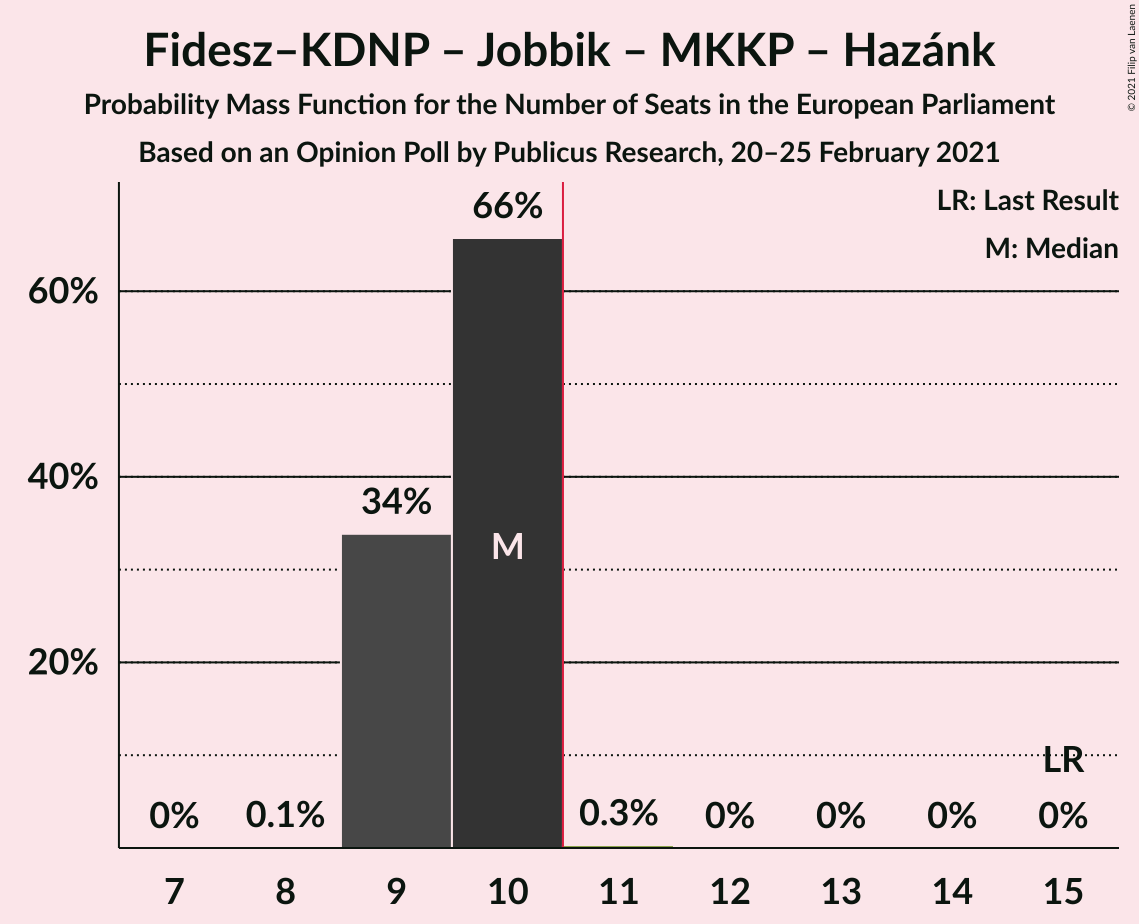 Fidesz–KDNP – Jobbik – MKKP – Hazánk
Probability Mass Function for the Number of Seats in the European Parliament
Based on an Opinion Poll by Publicus Research, 20–25 February 2021
© 2021 Filip van Laenen
LR: Last Result
M: Median
66%
60%
40%
34%
M
20%
LR
0% 0.1% 0.3% 0% 0% 0% 0%
7 8 9 10 11 12 13 14 15